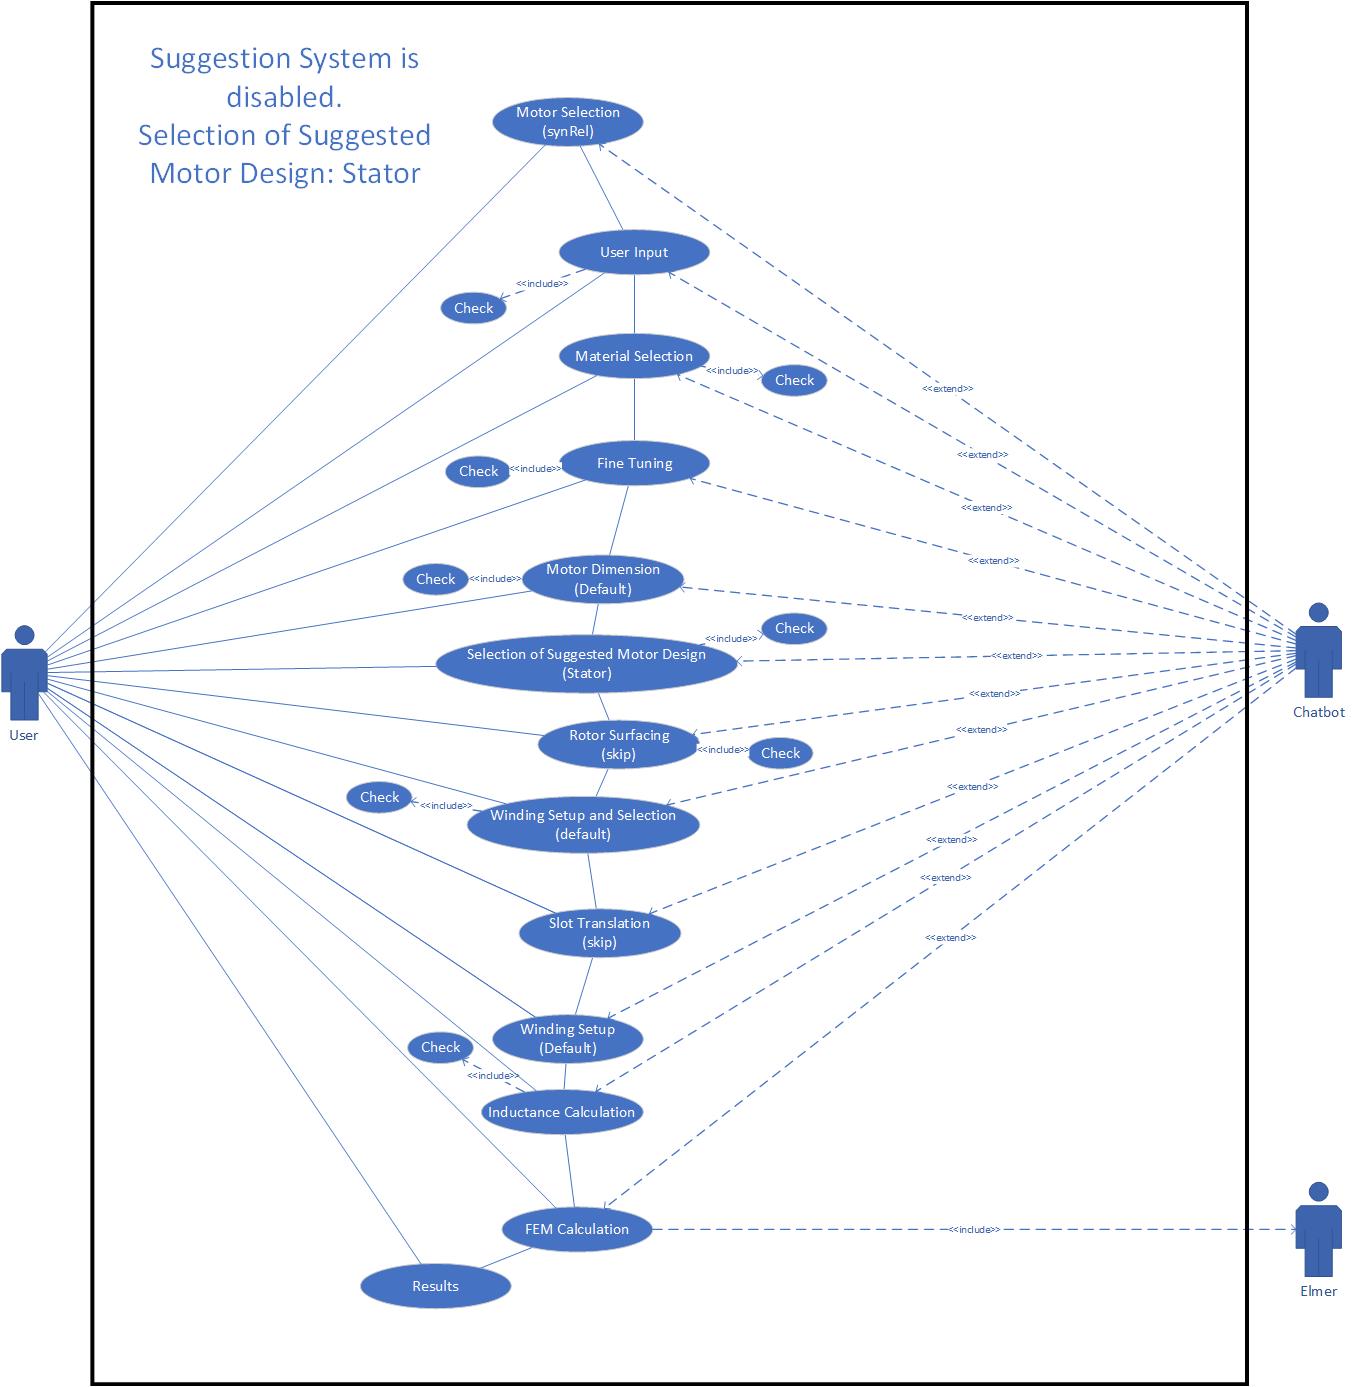 Suggestion System is
disabled.
Selection of Suggested
Motor Design: Stator
Motor Selection
(synRel)
User Input
<<include>>
Check
Material Selection
<<include>>
Check
<<extend>>
<<extend>>
Fine Tuning
Check
<<include>>
<<extend>>
<<extend>>
Motor Dimension
(Default)
Check
<<include>>
<<extend>>
Check
<<include>>
Selection of Suggested Motor Design
(Stator)
<<extend>>
<<extend>>
User
Chatbot
Rotor Surfacing
(skip)
<<include>>
Check
<<extend>>
Check
<<include>>
Winding Setup and Selection
(default)
<<extend>>
<<extend>>
<<extend>>
Slot Translation
(skip)
<<extend>>
Winding Setup
(Default)
Check
<<include>>
Inductance Calculation
FEM Calculation
<<include>>
Results
Elmer